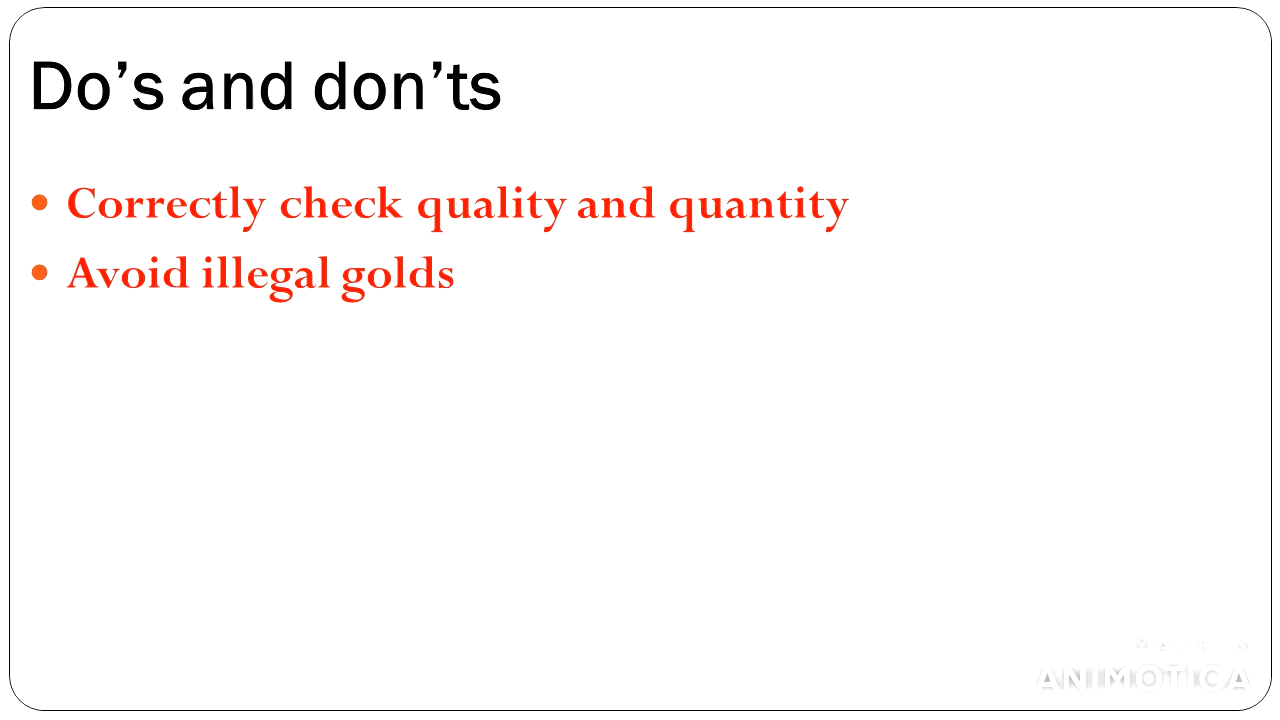 Do’s and don’ts
• Correctly check quality and quantity
• Avoid illegal golds
ANIMOTICA